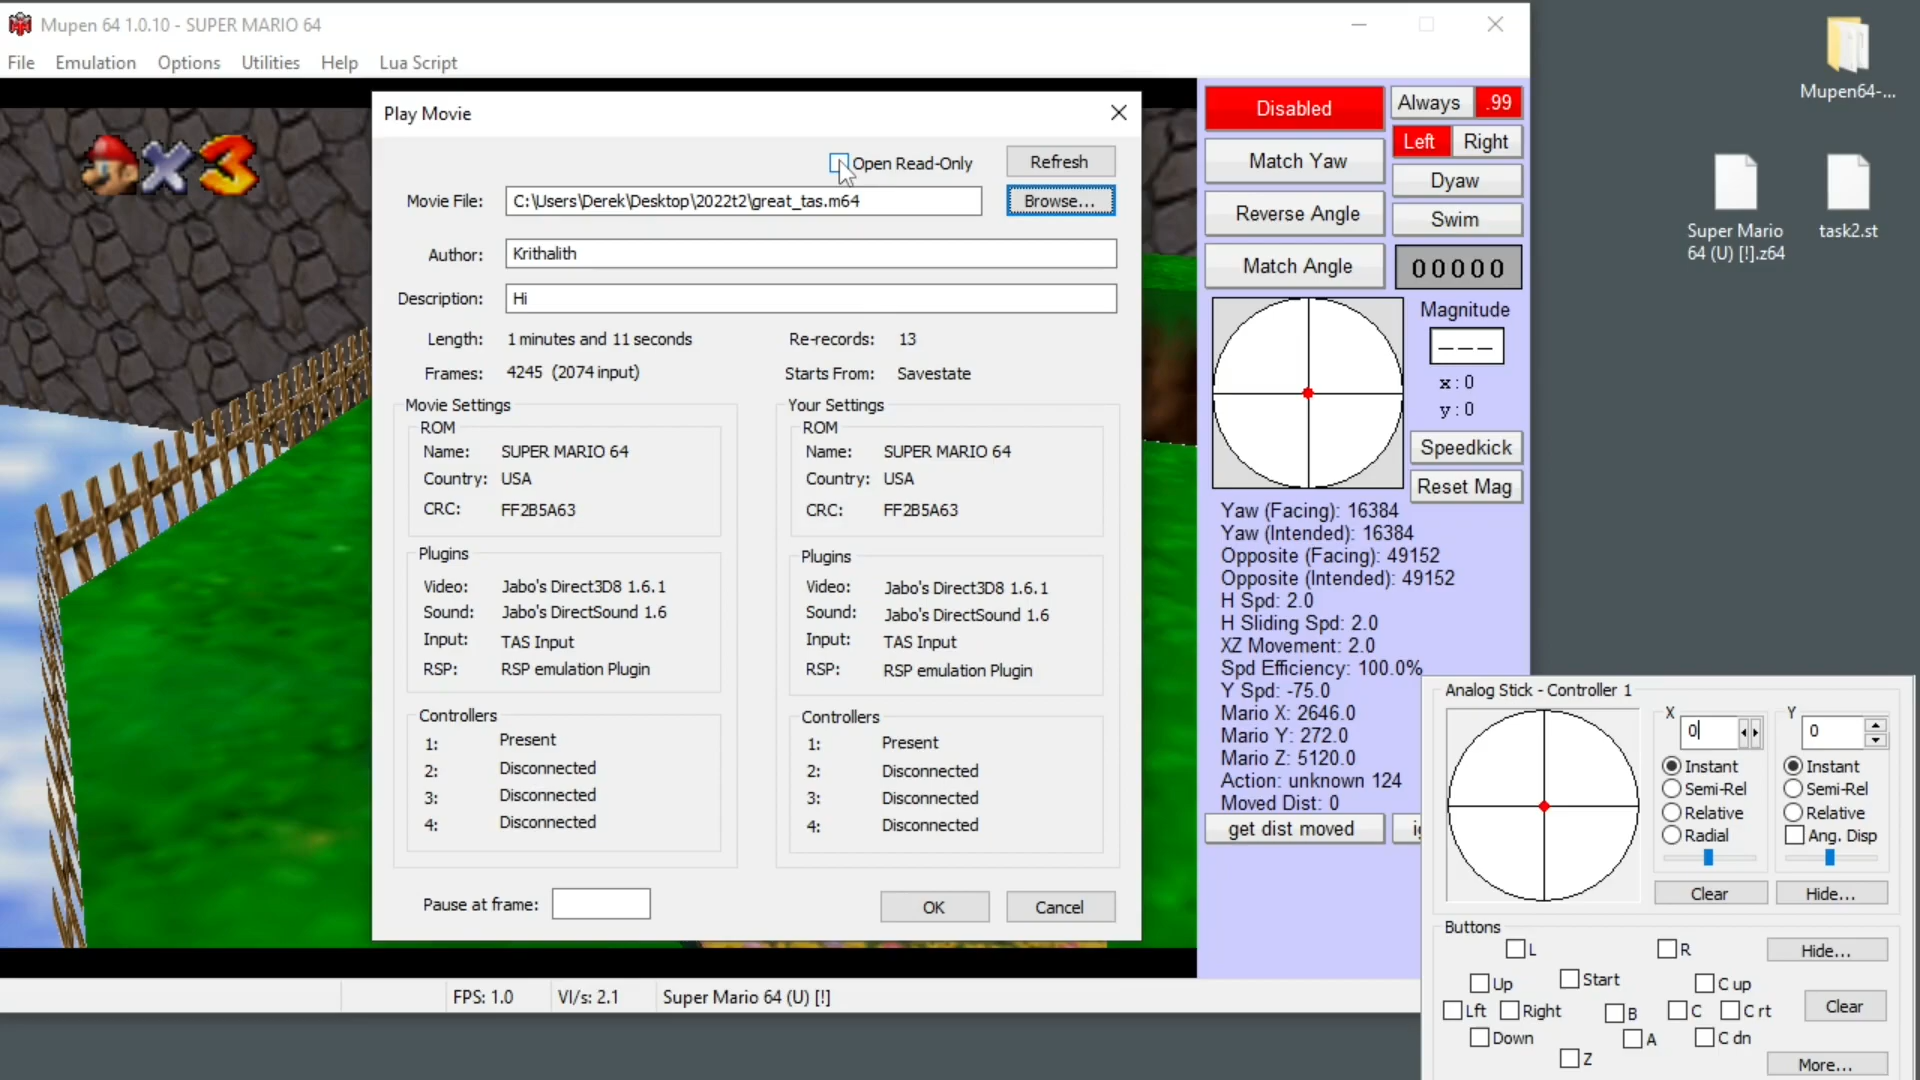 Mupen 64 1.0.10 - SUPER MARIO 64
File Emulation Options Utilities Help Lua Script
x3
Play Movie
Open Read-Only Refresh
Movie File: C:\Users\Derek\Desktop\2022t2\great_tas.m64 Browse...
Author: Krithalith
Description: Hi
Length: 1 minutes and 11 seconds Re-records: 13
Frames: 4245 (2074 input) Starts From: Savestate
Movie Settings
ROM
Name: SUPER MARIO 64
Country: USA
CRC: FF2B5A63
Plugins
Video: Jabo's Direct3D8 1.6.1
Sound: Jabo's DirectSound 1.6
Input: TAS Input
RSP: RSP emulation Plugin
Controllers
1: Present
2: Disconnected
3: Disconnected
4: Disconnected
Your Settings
ROM
Name: SUPER MARIO 64
Country: USA
CRC: FF2B5A63
Plugins
Video: Jabo's Direct3D8 1.6.1
Sound: Jabo's DirectSound 1.6
Input: TAS Input
RSP: RSP emulation Plugin
Controllers
1: Present
2: Disconnected
3: Disconnected
4: Disconnected
Pause at frame: OK Cancel
Disabled Always .99
Left Right
Match Yaw
Dyaw
Reverse Angle Swim
Match Angle 00000
Magnitude
---
x: 0
y: 0
Speedkick
Reset Mag
Yaw (Facing): 16384
Yaw (Intended): 16384
Opposite (Facing): 49152
Opposite (Intended): 49152
H Spd: 2.0
H Sliding Spd: 2.0
XZ Movement: 2.0
Spd Efficiency: 100.0%
Y Spd: -75.0
Mario X: 2646.0
Mario Y: 272.0
Mario Z: 5120.0
Action: unknown 124
Moved Dist: 0
get dist moved
FPS: 1.0 VI/s: 2.1 Super Mario 64 (U) [!]
Mupen64-...
Super Mario
64 (U) [!].z64
task2.st
Analog Stick - Controller 1
X Y
0 0
Instant Instant
Semi-Rel Semi-Rel
Relative Relative
Radial Ang. Disp
Clear Hide...
Buttons
L R Hide...
Up Start C up
Lft Right B C C rt Clear
Down A C dn
Z More...